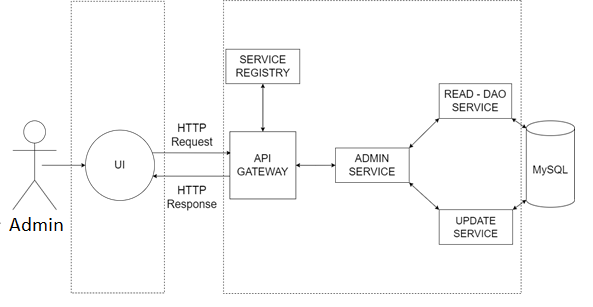 SERVICE
REGISTRY
READ - DAO
SERVICE
HTTP
Request
UI
API
GATEWAY
ADMIN
SERVICE
MySQL
HTTP
Response
Admin
UPDATE
SERVICE